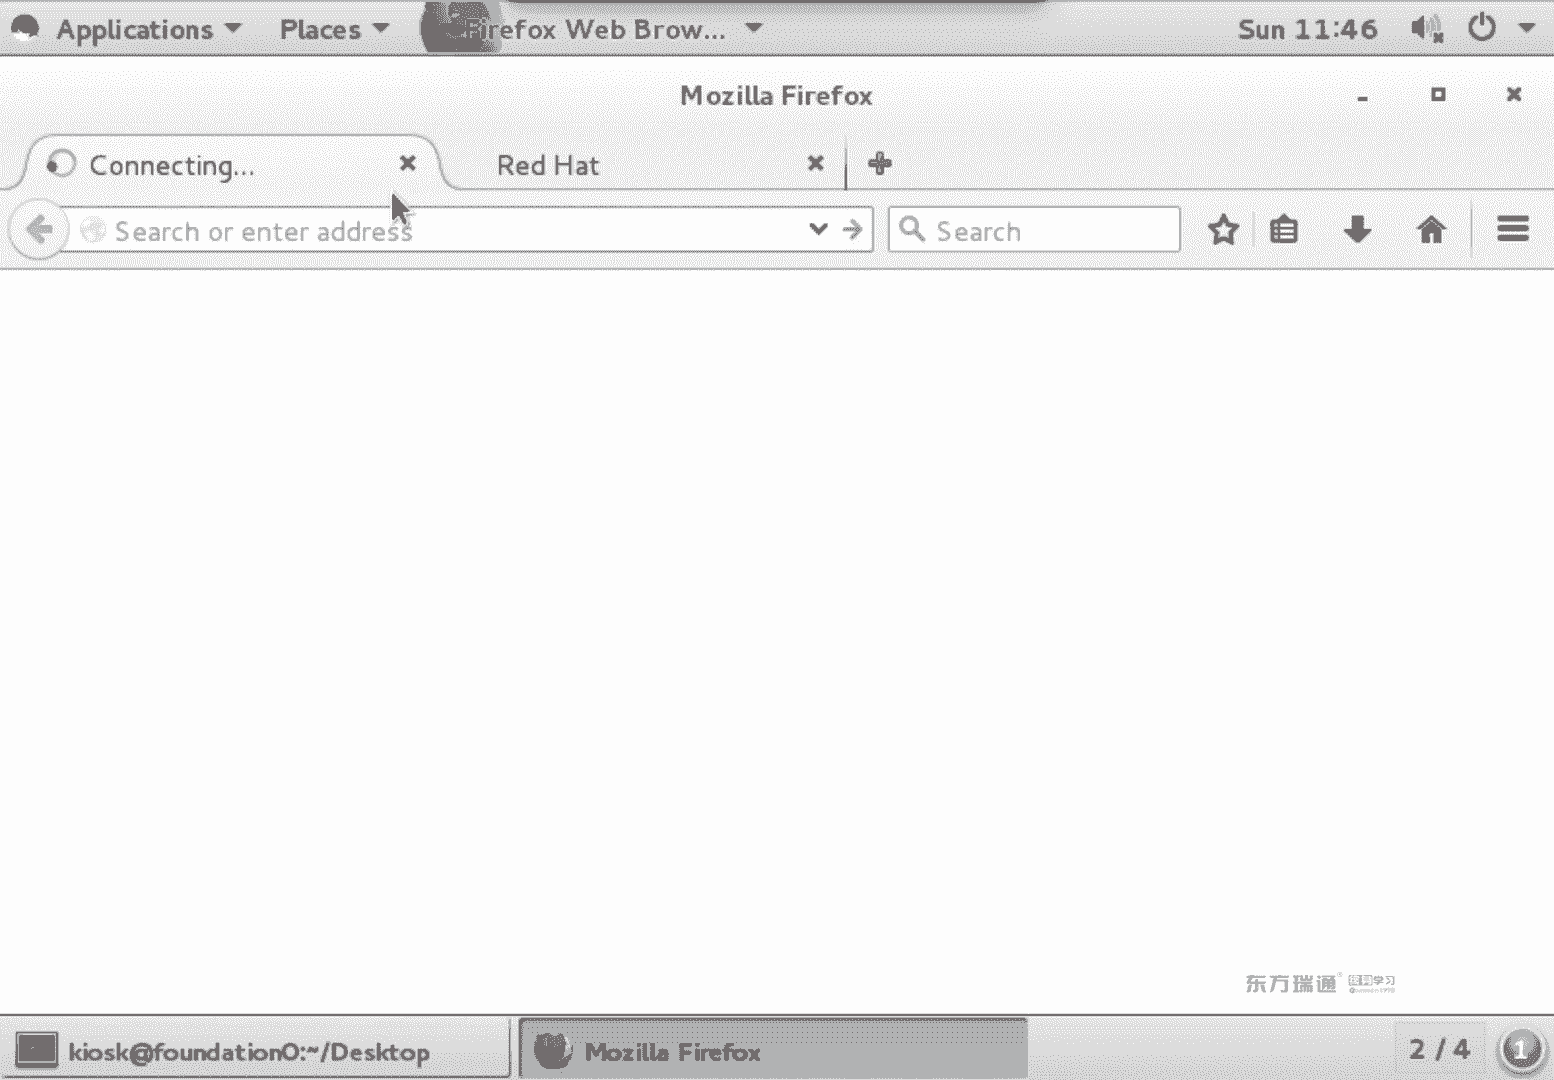 Applications Places Firefox Web Brow... Sun 11:46
Mozilla Firefox
Connecting... Red Hat
Search or enter address Search
东方瑞通
kiosk@foundation0:~/Desktop Mozilla Firefox 2 / 4 1